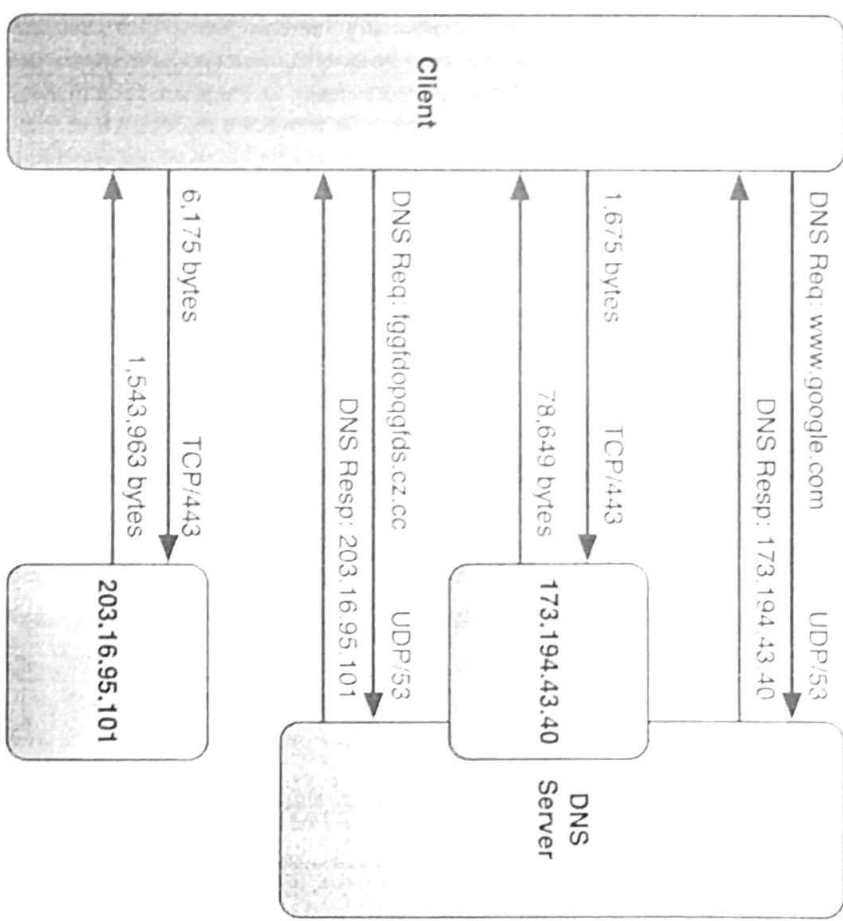 Client
DNS Req: www.google.com
UDP/53
DNS Resp: 173.194.43.40
DNS
Server
1,675 bytes
TCP/443
78,649 bytes
173.194.43.40
DNS Req: fggfdopqgfds.cz.cc
UDP/53
DNS Resp: 203.16.95.101
6,175 bytes
TCP/443
1,543,963 bytes
203.16.95.101